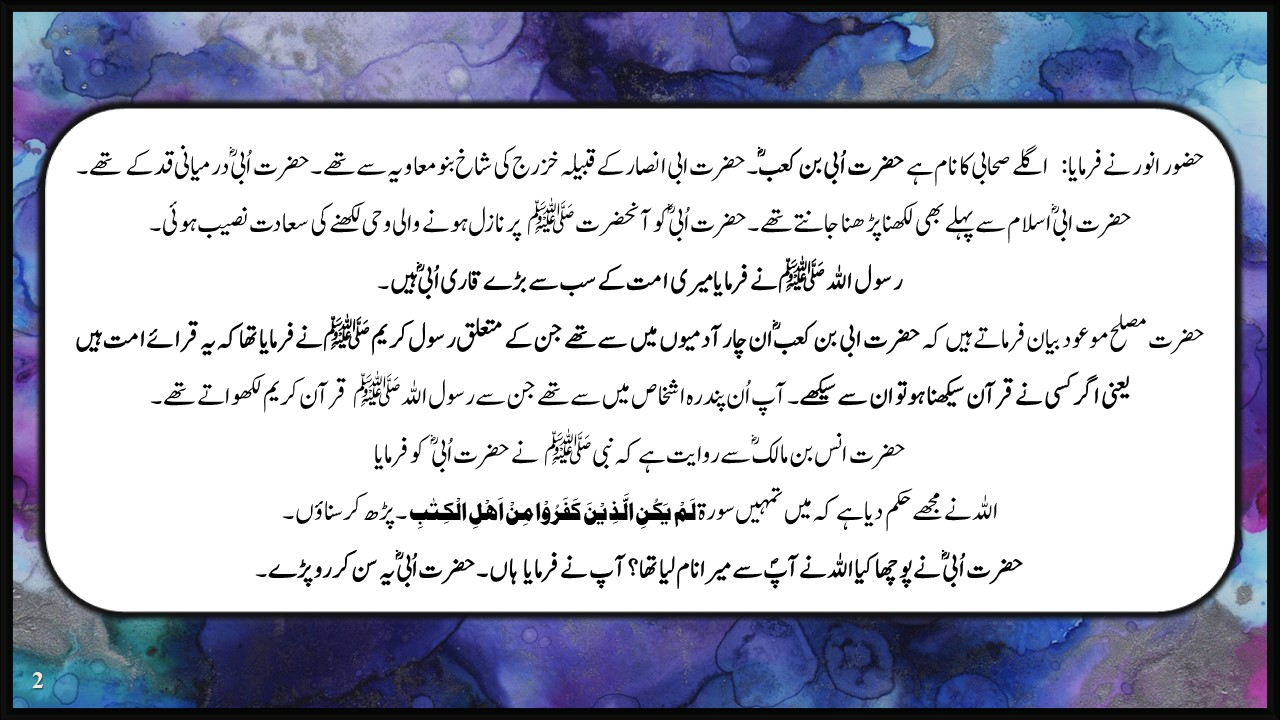 حضور انور نے فرمایا: اگلے صحابی کا نام ہے حضرت اُبی بن کعبؓ۔ حضرت ابی انصار کے قبیلہ خزرج کی شاخ بنو معاویہ سے تھے۔ حضرت اُبیؓ درمیانی قد کے تھے۔
حضرت ابیؓ اسلام سے پہلے بھی لکھنا پڑھنا جانتے تھے۔ حضرت اُبیؓ کو آنحضرت ﷺ پر نازل ہونے والی وحی لکھنے کی سعادت نصیب ہوئی۔
رسول اللہ ﷺ نے فرمایا میری امت کے سب سے بڑے قاری اُبیؓ ہیں۔
حضرت مصلح موعود بیان فرماتے ہیں کہ حضرت ابی بن کعبؓ ان چار آدمیوں میں سے تھے جن کے متعلق رسول کریم ﷺ نے فرمایا تھا کہ یہ قرائے امت ہیں
یعنی اگر کسی نے قرآن سیکھنا ہو تو ان سے سیکھے۔ آپ اُن پندرہ اشخاص میں سے تھے جن سے رسول اللہ ﷺ قرآن کریم لکھواتے تھے۔
حضرت انس بن مالکؓ سے روایت ہے کہ نبی ﷺ نے حضرت اُبیؓ کو فرمایا
اللہ نے مجھے حکم دیا ہے کہ میں تمہیں سورۃ لَمْ یَکُنِ الَّذِیْنَ کَفَرُوْا مِنْ اَھْلِ الْکِتٰبِ۔ پڑھ کر سناؤں۔
حضرت اُبیؓ نے پوچھا کیا اللہ نے آپؐ سے میرا نام لیا تھا؟ آپ نے فرمایا ہاں۔ حضرت اُبیؓ یہ سن کر رو پڑے۔
2